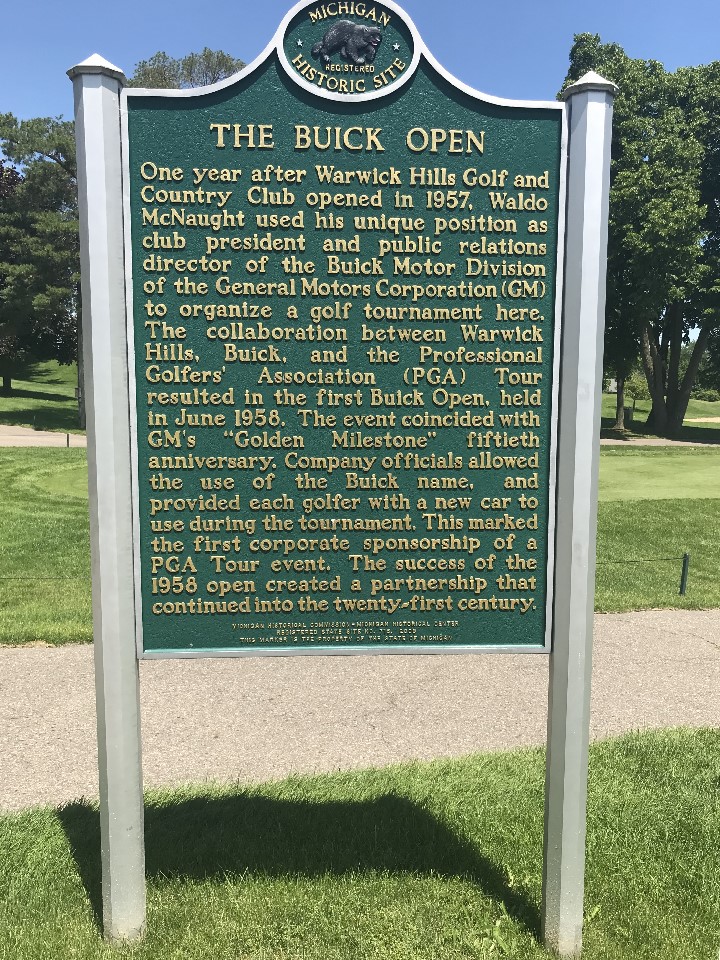 MICHIGAN
REGISTERED
HISTORIC SITE
THE BUICK OPEN
One year after Warwick Hills Golf and
Country Club opened in 1957, Waldo
McNaught used his unique position as
club president and public relations
director of the Buick Motor Division
of the General Motors Corporation (GM)
to organize a golf tournament here.
The collaboration between Warwick
Hills, Buick, and the Professional
Golfers' Association (PGA) Tour
resulted in the first Buick Open, held
in June 1958. The event coincided with
GM's "Golden Milestone" fiftieth
anniversary. Company officials allowed
the use of the Buick name, and
provided each golfer with a new car to
use during the tournament. This marked
the first corporate sponsorship of a
PGA Tour event. The success of the
1958 open created a partnership that
continued into the twenty-first century.
MICHIGAN HISTORICAL COMMISSION - MICHIGAN HISTORICAL CENTER
REGISTERED STATE SITE NO.
THIS MARKER IS THE PROPERTY OF THE STATE OF MICHIGAN